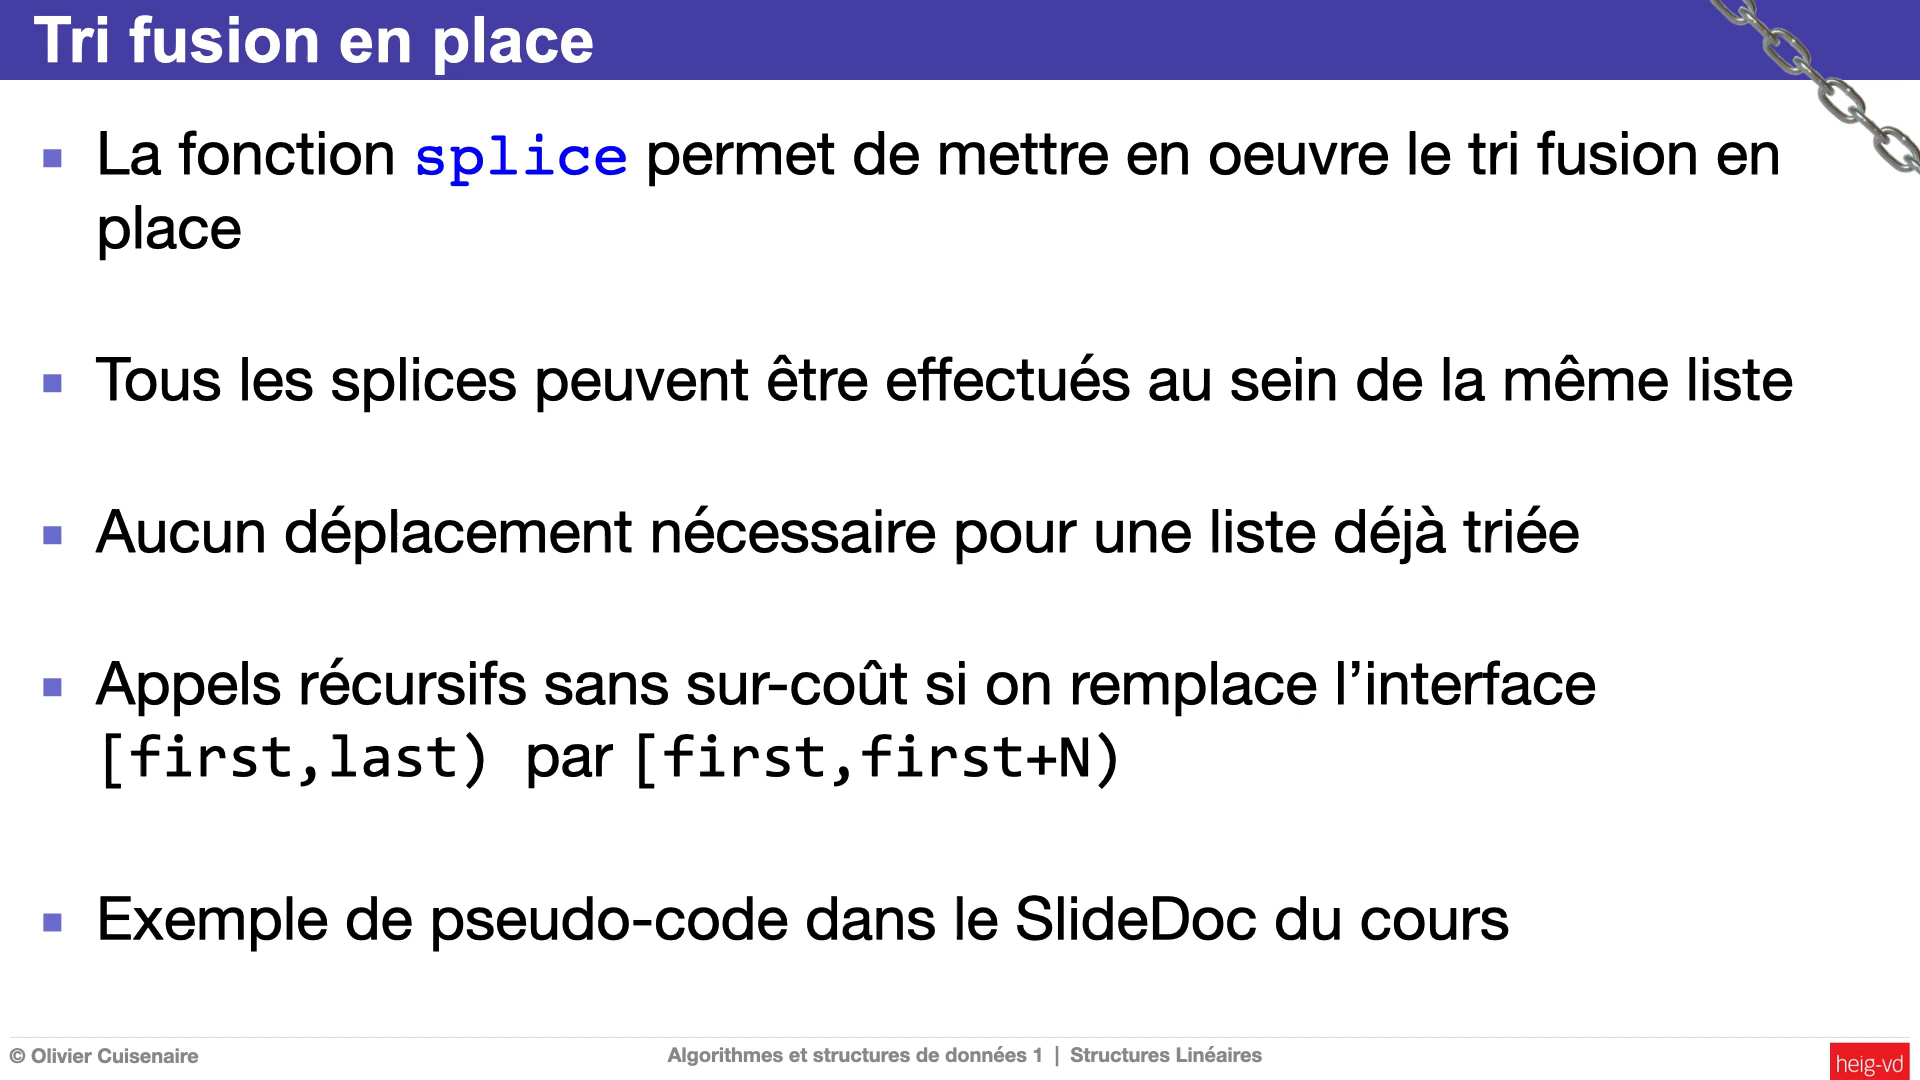 Tri fusion en place
La fonction splice permet de mettre en oeuvre le tri fusion en
place
Tous les splices peuvent être effectués au sein de la même liste
Aucun déplacement nécessaire pour une liste déjà triée
Appels récursifs sans sur-coût si on remplace l’interface
[first,last) par [first,first+N)
Exemple de pseudo-code dans le SlideDoc du cours
© Olivier Cuisenaire
Algorithmes et structures de données 1 | Structures Linéaires
heig-vd